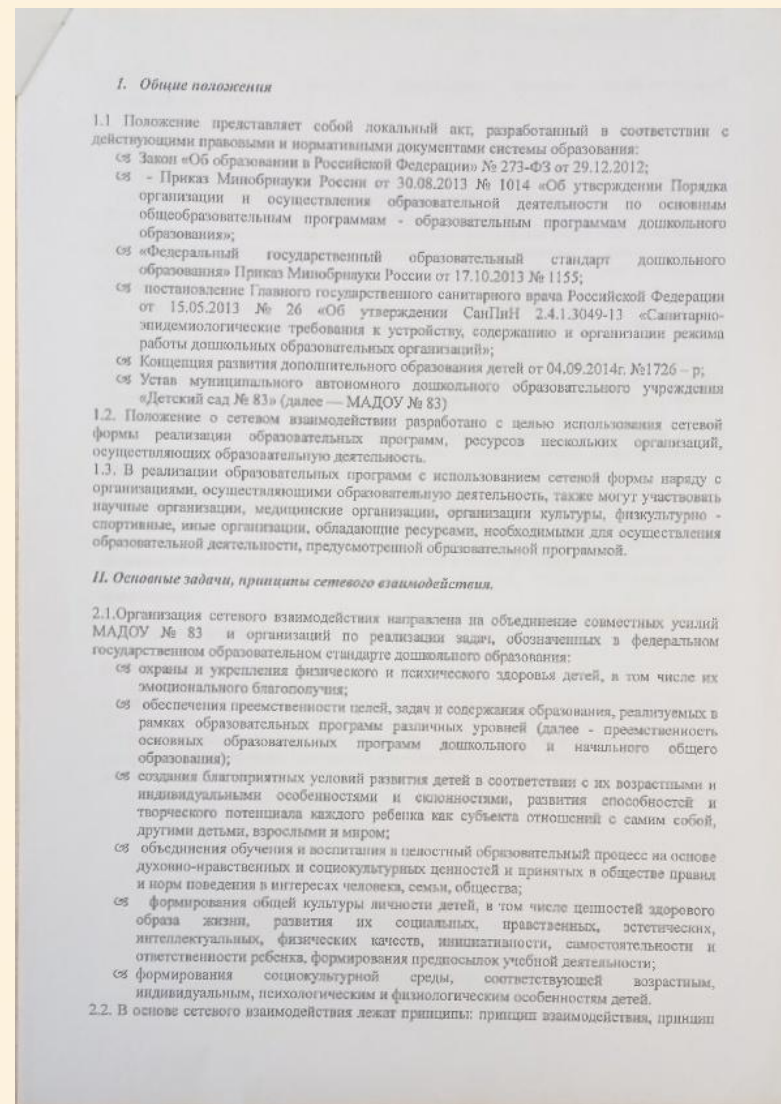 I. Общие положения
1.1 Положение представляет собой локальный акт, разработанный в соответствии с
действующими правовыми и нормативными документами системы образования:
Закон «Об образовании в Российской Федерации» № 273-ФЗ от 29.12.2012;
- Приказ Минобрнауки России от 30.08.2013 № 1014 «Об утверждении Порядка
организации и осуществления образовательной деятельности по основным
общеобразовательным программам - образовательным программам дошкольного
образования»;
«Федеральный государственный образовательный стандарт дошкольного
образования» Приказ Минобрнауки России от 17.10.2013 № 1155;
постановление Главного государственного санитарного врача Российской Федерации
от 15.05.2013 № 26 «Об утверждении СанПиН 2.4.1.3049-13 «Санитарно-
эпидемиологические требования к устройству, содержанию и организации режима
работы дошкольных образовательных организаций»;
Концепция развития дополнительного образования детей от 04.09.2014г. №1726 – р;
Устав муниципального автономного дошкольного образовательного учреждения
«Детский сад № 83» (далее — МАДОУ № 83)
1.2. Положение о сетевом взаимодействии разработано с целью использования сетевой
формы реализации образовательных программ, ресурсов нескольких организаций,
осуществляющих образовательную деятельность.
1.3. В реализации образовательных программ с использованием сетевой формы наряду с
организациями, осуществляющими образовательную деятельность, также могут участвовать
научные организации, медицинские организации, организации культуры, физкультурно -
спортивные, иные организации, обладающие ресурсами, необходимыми для осуществления
образовательной деятельности, предусмотренной образовательной программой.
II. Основные задачи, принципы сетевого взаимодействия.
2.1.Организация сетевого взаимодействия направлена на объединение совместных усилий
МАДОУ № 83 и организаций по реализации задач, обозначенных в федеральном
государственном образовательном стандарте дошкольного образования:
охраны и укрепления физического и психического здоровья детей, в том числе их
эмоционального благополучия;
обеспечения преемственности целей, задач и содержания образования, реализуемых в
рамках образовательных программ различных уровней (далее - преемственность
основных образовательных программ дошкольного и начального общего
образования);
создания благоприятных условий развития детей в соответствии с их возрастными и
индивидуальными особенностями и склонностями, развития способностей и
творческого потенциала каждого ребенка как субъекта отношений с самим собой,
другими детьми, взрослыми и миром;
объединения обучения и воспитания в целостный образовательный процесс на основе
духовно-нравственных и социокультурных ценностей и принятых в обществе правил
и норм поведения в интересах человека, семьи, общества;
формирования общей культуры личности детей, в том числе ценностей здорового
образа жизни, развития их социальных, нравственных, эстетических,
интеллектуальных, физических качеств, инициативности, самостоятельности и
ответственности ребенка, формирования предпосылок учебной деятельности;
формирования социокультурной среды, соответствующей возрастным,
индивидуальным, психологическим и физиологическим особенностям детей.
2.2. В основе сетевого взаимодействия лежат принципы: принцип взаимодействия, принцип